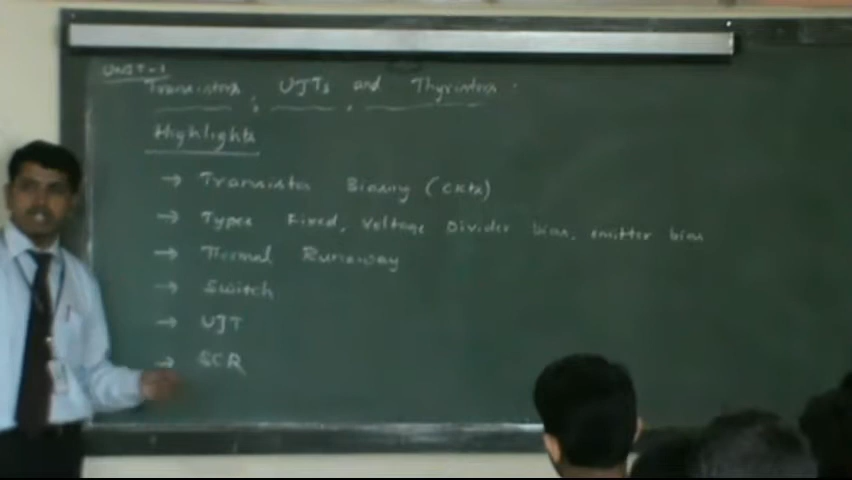 UNIT-1
Transistors, UJTs and Thyristors:
Highlights
→ Transistor Biasing (CKts)
→ Types Fixed, Voltage Divider bias, emitter bias
→ Thermal Runaway
→ Switch
→ UJT
→ SCR